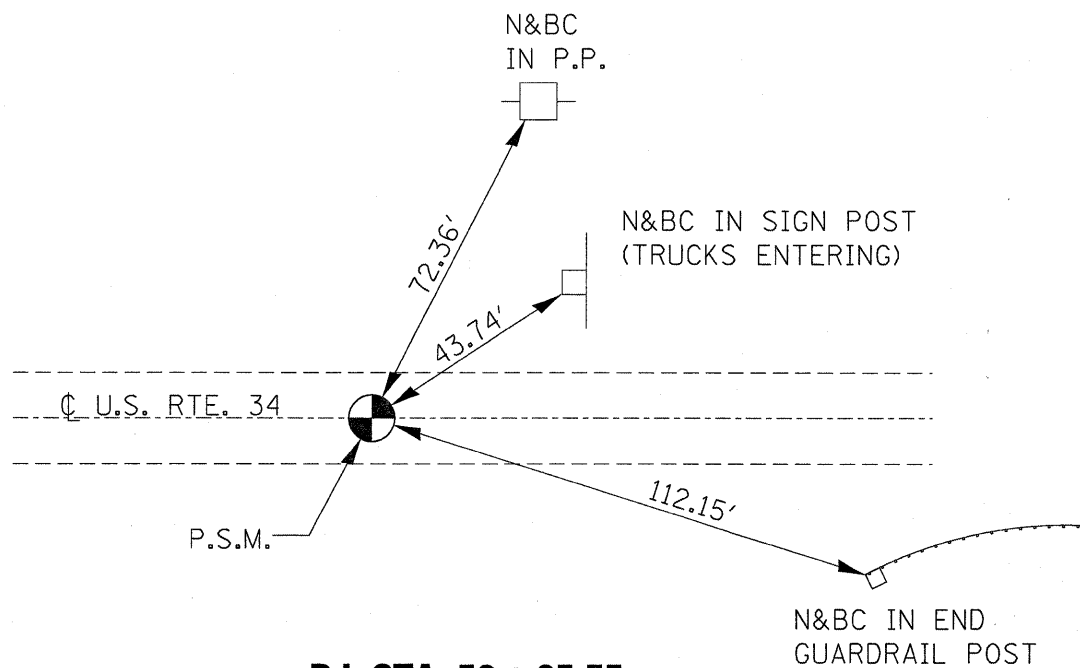 N&BC
IN P.P.
72.36'
N&BC IN SIGN POST
(TRUCKS ENTERING)
43.74'
℄ U.S. RTE. 34
112.15'
P.S.M.
N&BC IN END
GUARDRAIL POST